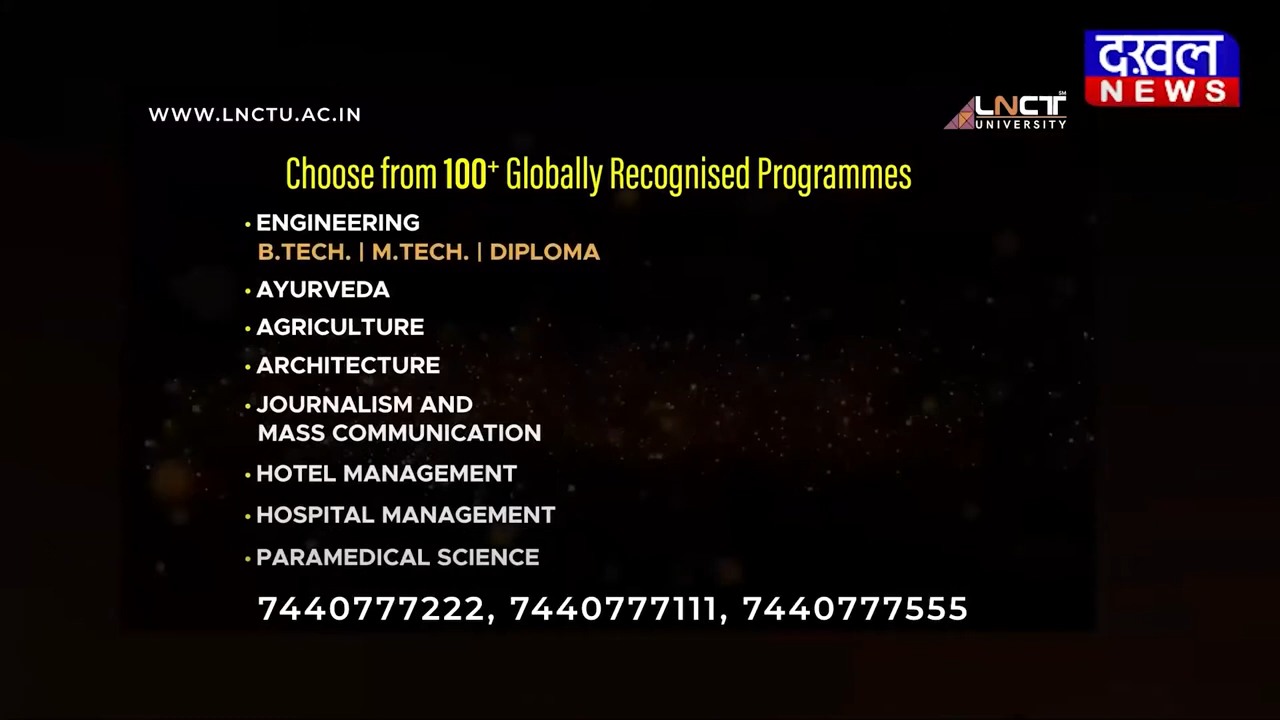 दख़ल
NEWS
WWW.LNCTU.AC.IN
LNCT SM
UNIVERSITY
Choose from 100+ Globally Recognised Programmes
• ENGINEERING
B.TECH. | M.TECH. | DIPLOMA
• AYURVEDA
• AGRICULTURE
• ARCHITECTURE
• JOURNALISM AND
MASS COMMUNICATION
• HOTEL MANAGEMENT
• HOSPITAL MANAGEMENT
• PARAMEDICAL SCIENCE
7440777222, 7440777111, 7440777555